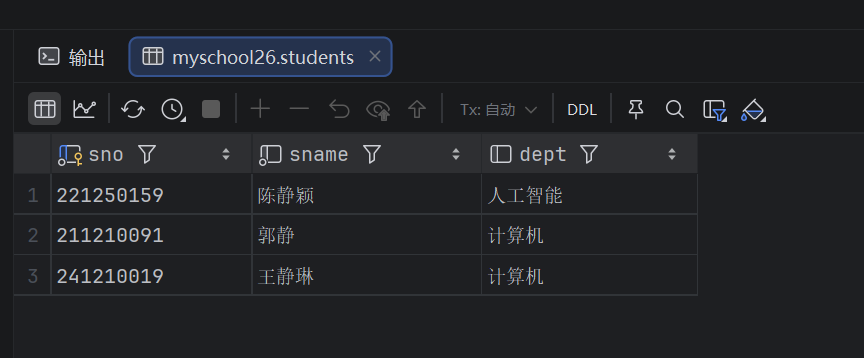 输出 myschool26.students
Tx: 自动 DDL
sno sname dept
1 221250159 陈静颖 人工智能
2 211210091 郭静 计算机
3 241210019 王静琳 计算机